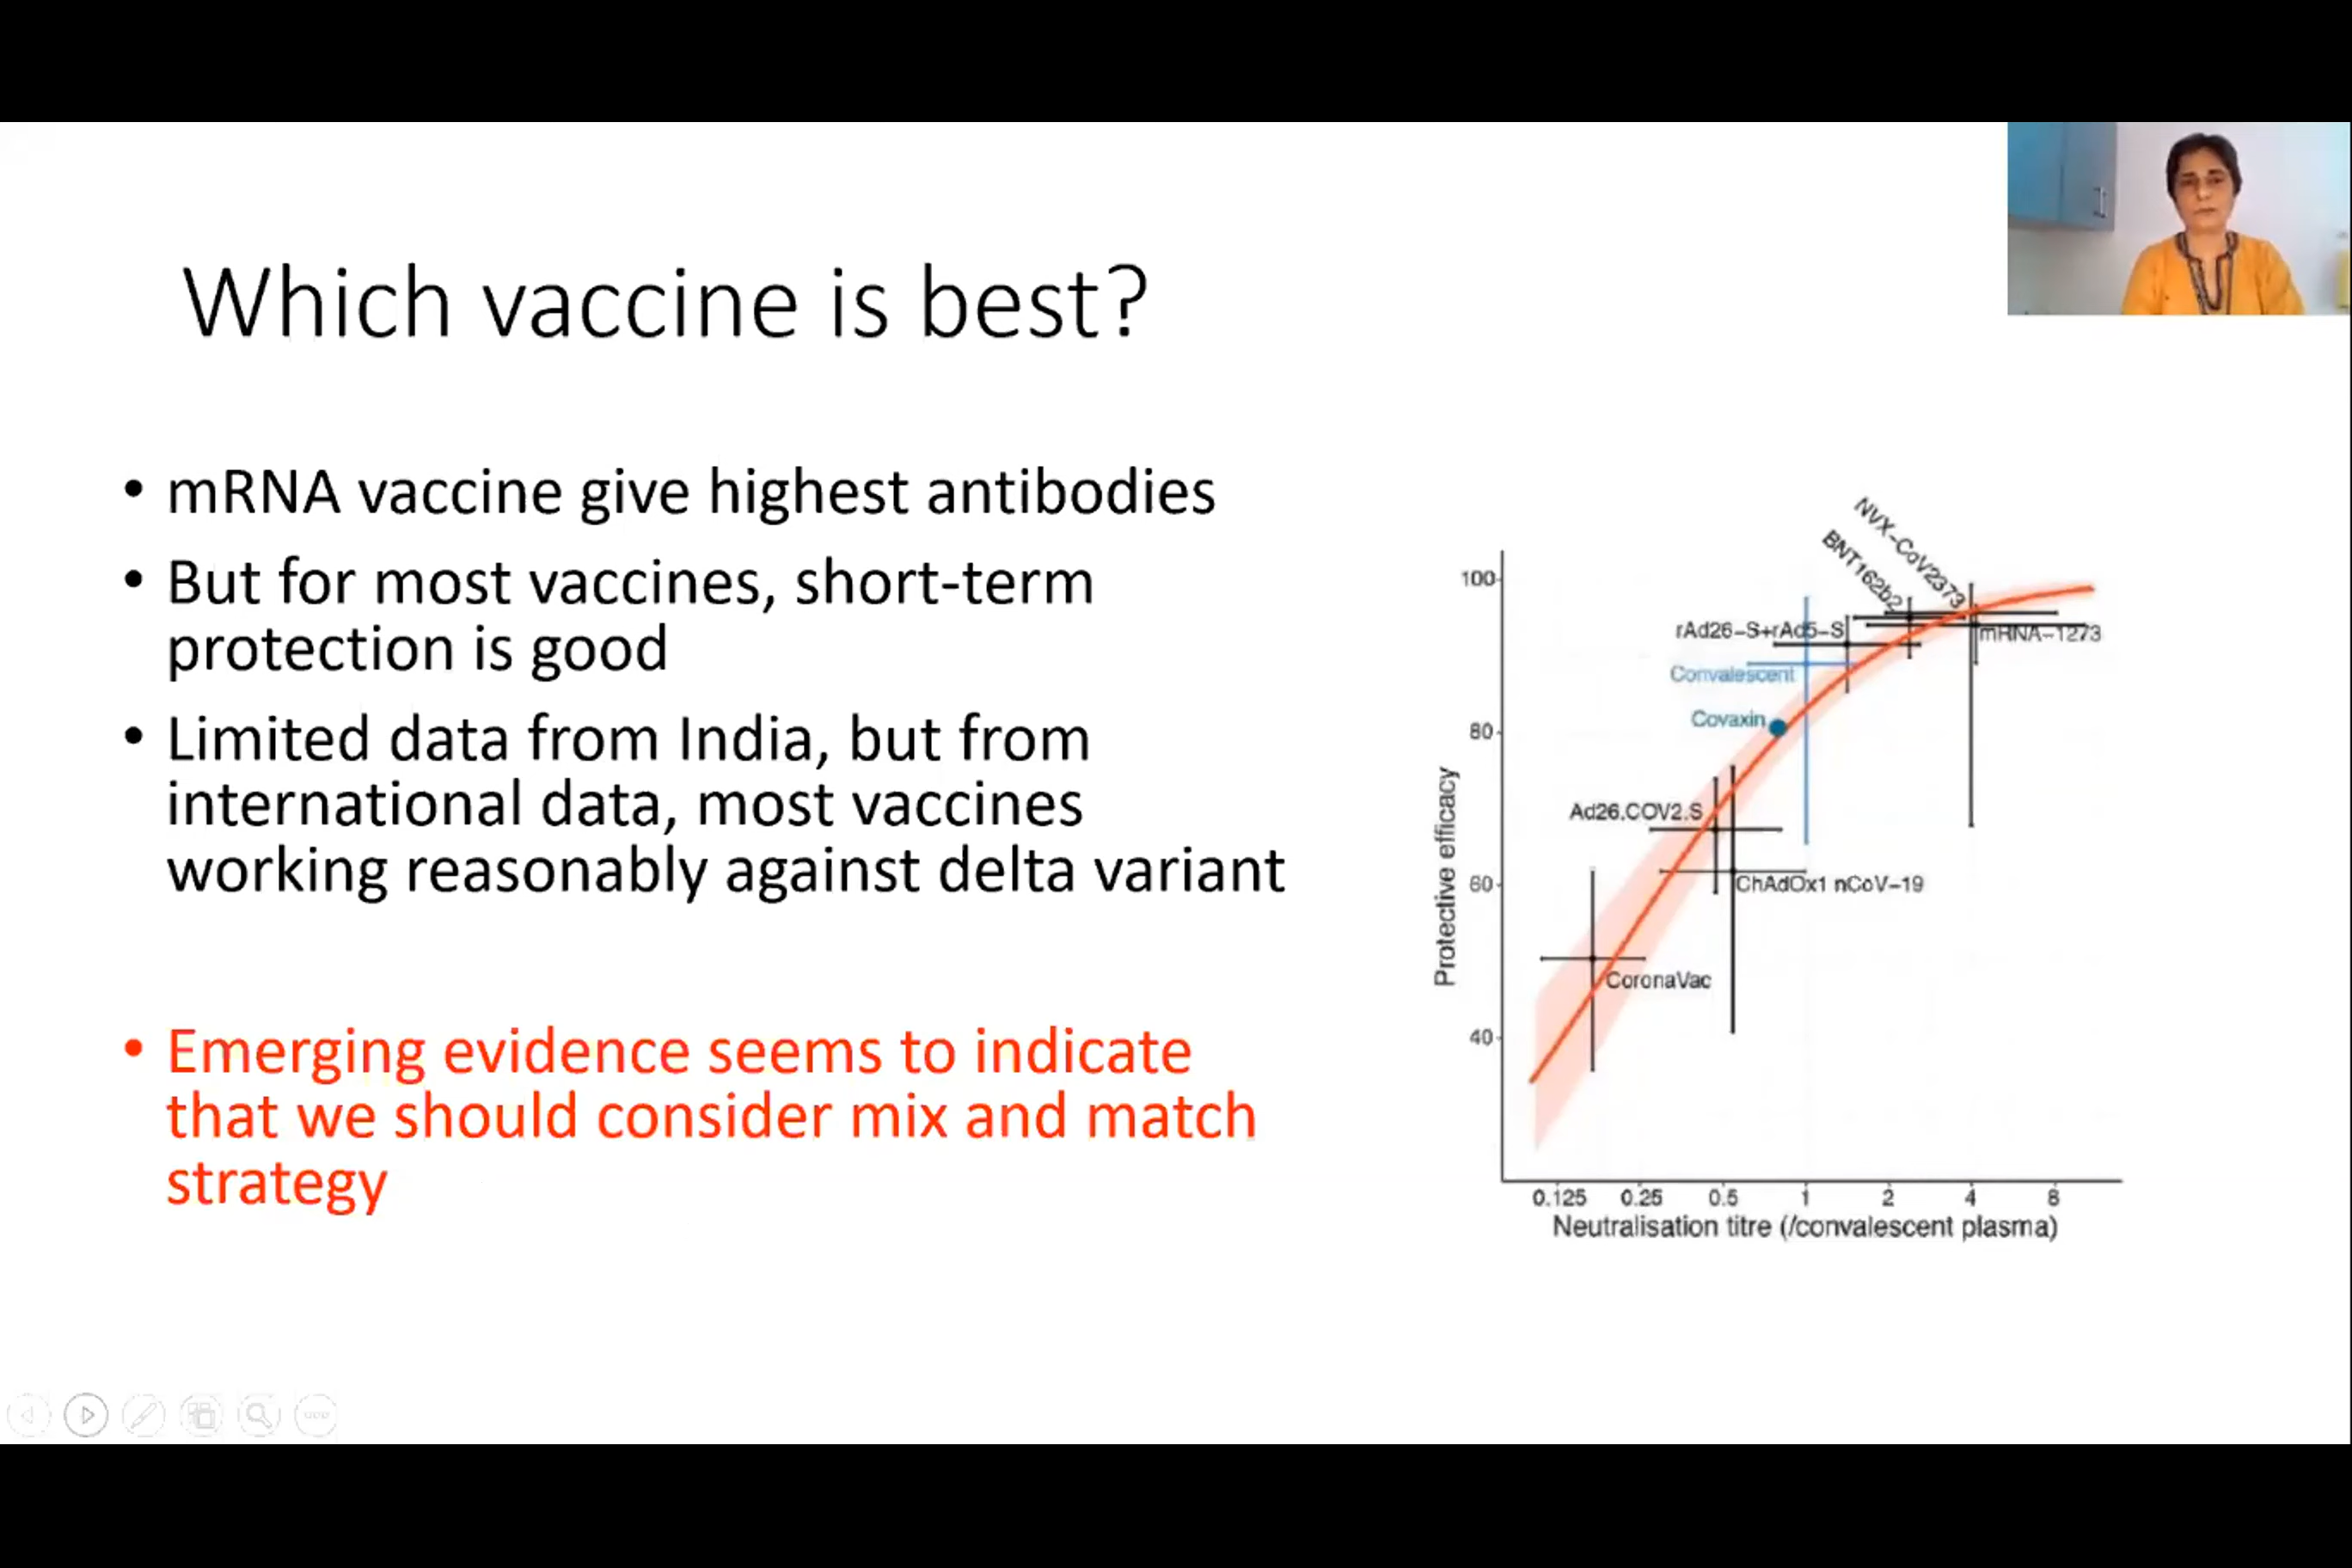 Which vaccine is best?
• mRNA vaccine give highest antibodies
• But for most vaccines, short-term
protection is good
• Limited data from India, but from
international data, most vaccines
working reasonably against delta variant
• Emerging evidence seems to indicate
that we should consider mix and match
strategy
NVX-CoV2373
BNT162b2
rAd26-S+rAd5-S
mRNA-1273
Convalescent
Covaxin
Ad26.COV2.S
ChAdOx1 nCoV-19
CoronaVac
Protective efficacy
100
80
60
40
0.125 0.25 0.5 1 2 4 8
Neutralisation titre (/convalescent plasma)